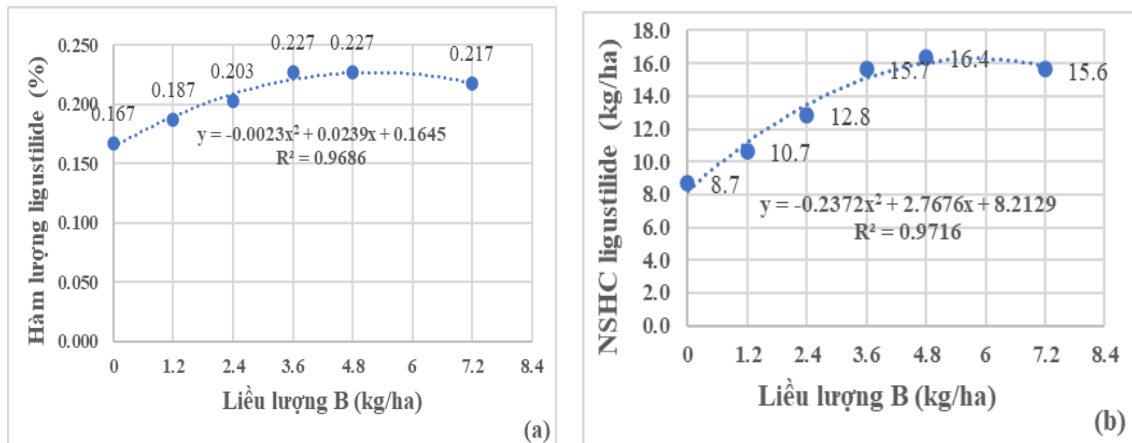 (a)
Hàm lượng ligustilide (%)
0.250
0.200
0.150
0.100
0.050
0.000
0.167
0.187
0.203
0.227
0.227
0.217
y = -0.0023x² + 0.0239x + 0.1645
R² = 0.9686
0 1.2 2.4 3.6 4.8 6 7.2 8.4
Liều lượng B (kg/ha)
NSHC ligustilide (kg/ha)
18.0
16.0
14.0
12.0
10.0
8.0
6.0
4.0
2.0
0.0
8.7
10.7
12.8
15.7
16.4
15.6
y = -0.2372x² + 2.7676x + 8.2129
R² = 0.9716
0 1.2 2.4 3.6 4.8 6 7.2 8.4
Liều lượng B (kg/ha)
(b)